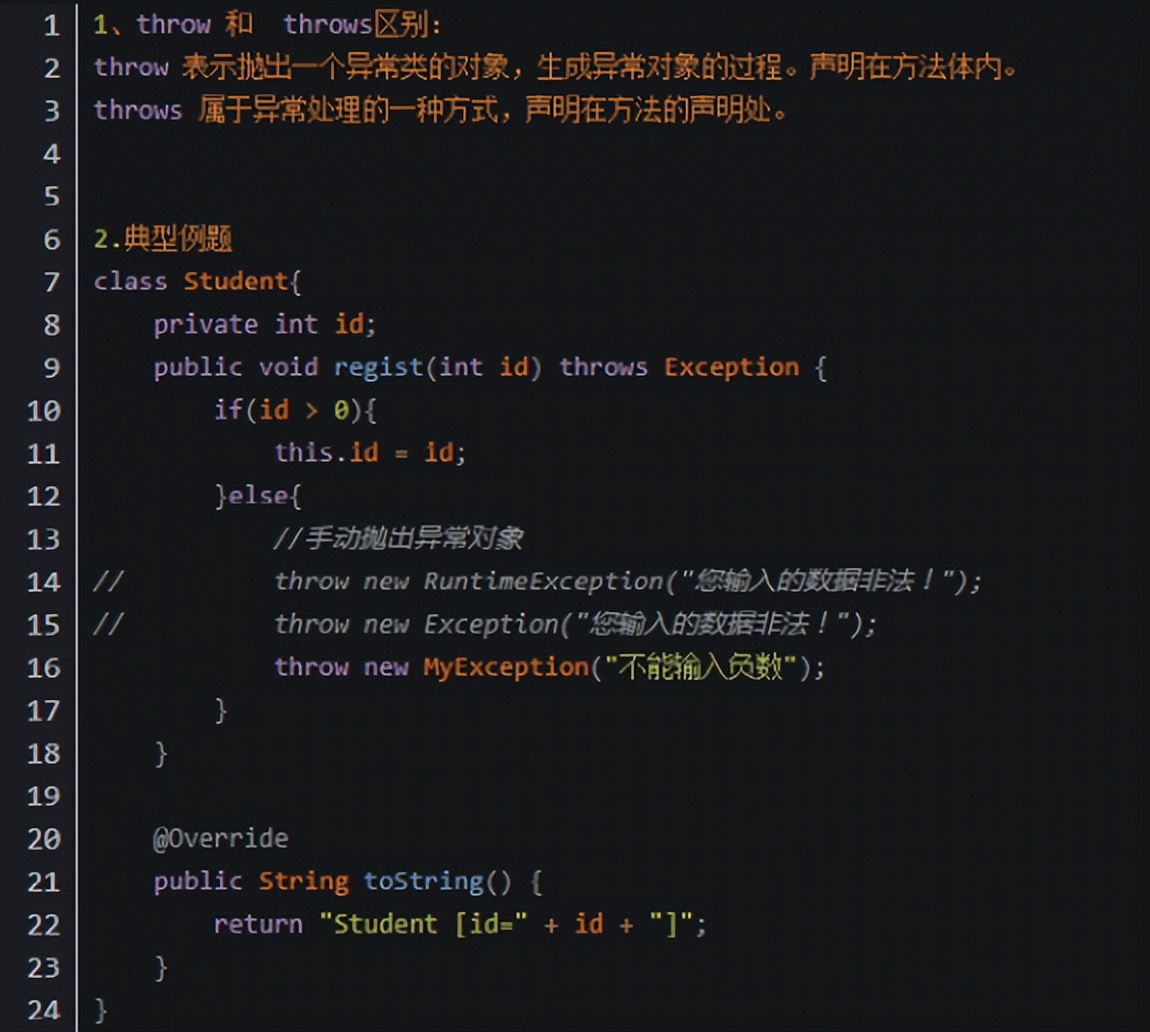 1 1、throw 和  throws区别:
2 throw 表示抛出一个异常类的对象，生成异常对象的过程。声明在方法体内。
3 throws 属于异常处理的一种方式，声明在方法的声明处。
4
5
6 2.典型例题
7 class Student{
8     private int id;
9     public void regist(int id) throws Exception {
10         if(id > 0){
11             this.id = id;
12         }else{
13             //手动抛出异常对象
14 //          throw new RuntimeException("您输入的数据非法！");
15 //          throw new Exception("您输入的数据非法！");
16             throw new MyException("不能输入负数");
17         }
18     }
19
20     @Override
21     public String toString() {
22         return "Student [id=" + id + "]";
23     }
24 }